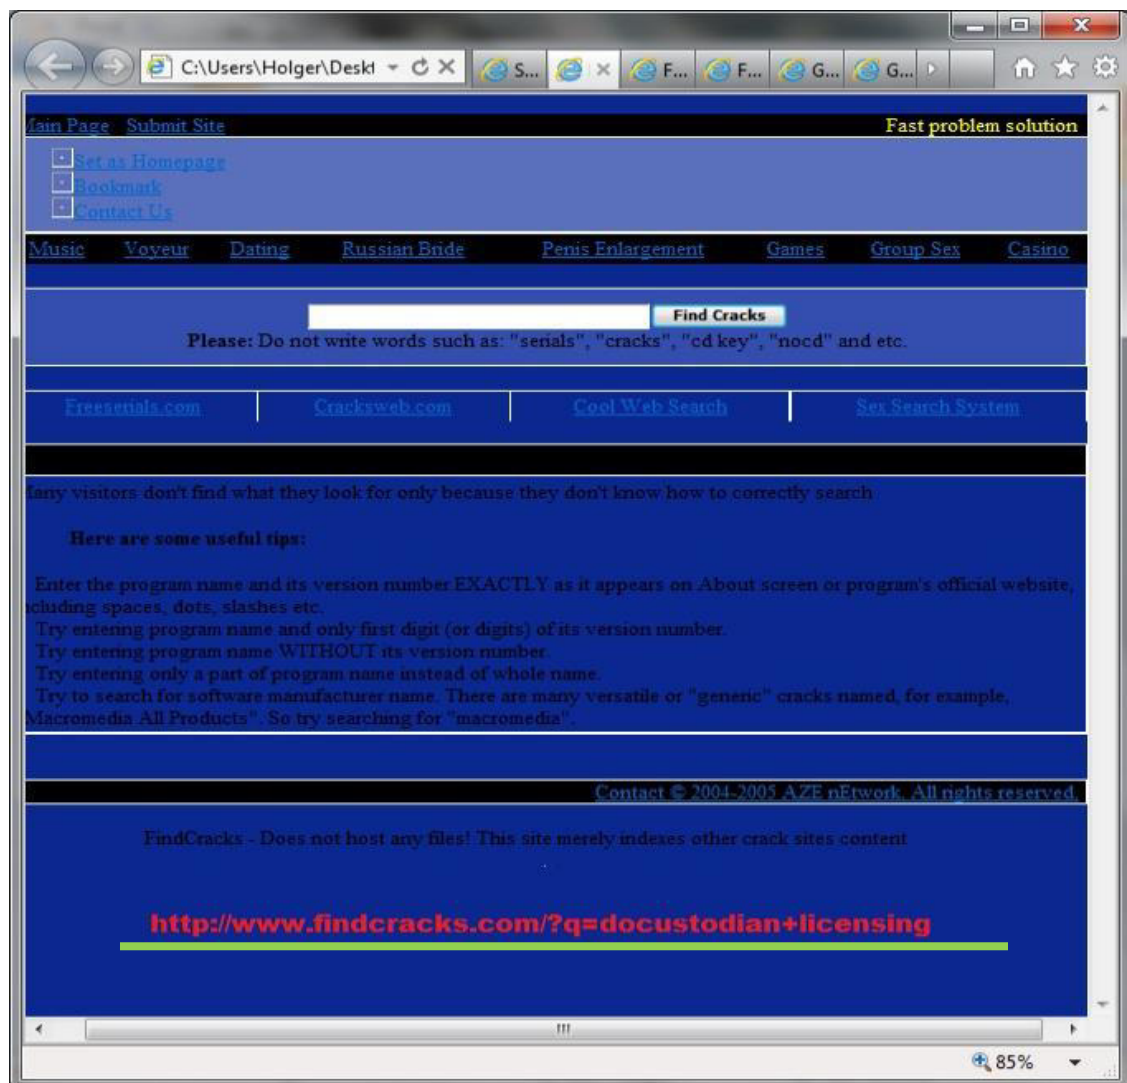 C:\Users\Holger\Deskt
S...
F...
F...
G...
G...
Main Page Submit Site Fast problem solution
Set as Homepage
Bookmark
Contact Us
Music Voyeur Dating Russian Bride Penis Enlargement Games Group Sex Casino
Find Cracks
Please: Do not write words such as: "serials", "cracks", "cd key", "nocd" and etc.
Freeserials.com Cracksweb.com Cool Web Search Sex Search System
Many visitors don't find what they look for only because they don't know how to correctly search
Here are some useful tips:
Enter the program name and its version number EXACTLY as it appears on About screen or program's official website,
including spaces, dots, slashes etc.
Try entering program name and only first digit (or digits) of its version number.
Try entering program name WITHOUT its version number.
Try entering only a part of program name instead of whole name.
Try to search for software manufacturer name. There are many versatile or "generic" cracks named, for example,
Macromedia All Products". So try searching for "macromedia".
Contact © 2004-2005 AZE nEtwork. All rights reserved.
FindCracks - Does not host any files! This site merely indexes other crack sites content
http://www.findcracks.com/?q=docustodian+licensing
85%